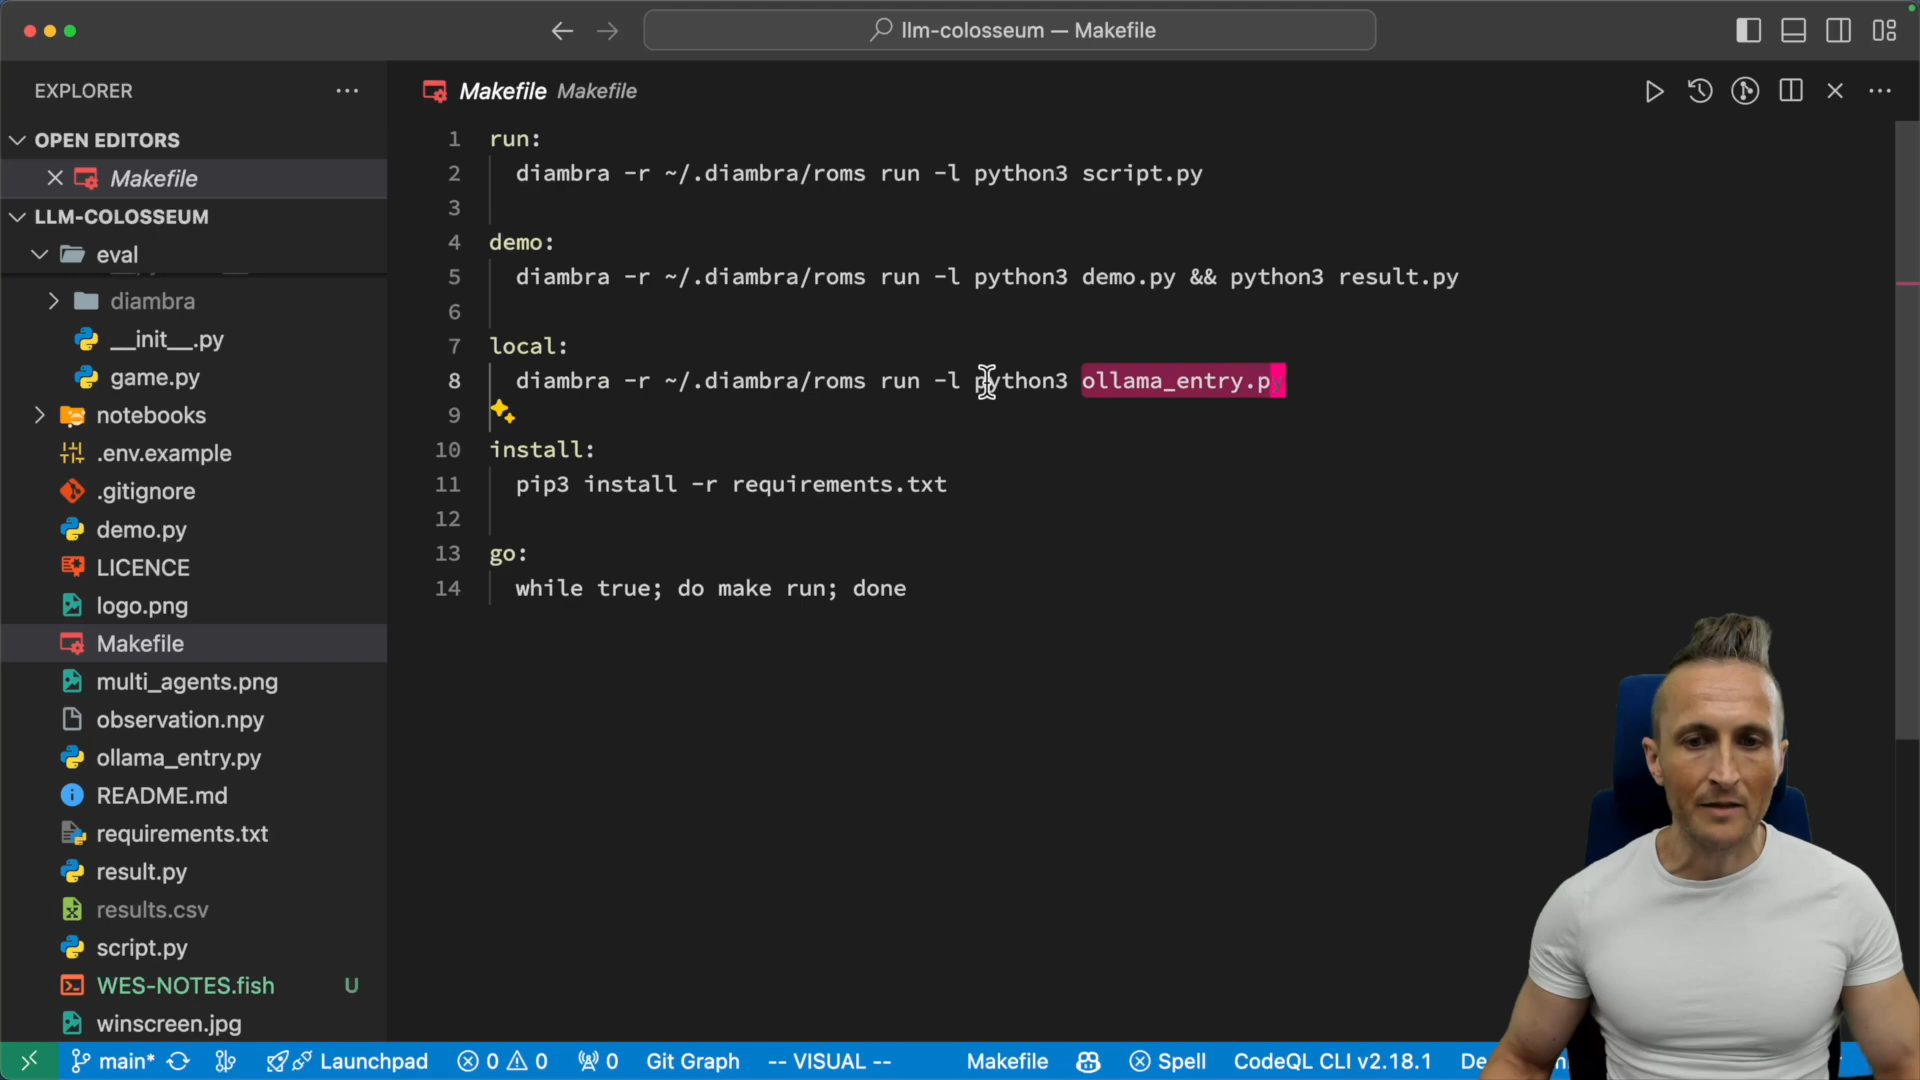 llm-colosseum — Makefile
EXPLORER
Makefile Makefile
OPEN EDITORS
Makefile
LLM-COLOSSEUM
eval
diambra
__init__.py
game.py
notebooks
.env.example
.gitignore
demo.py
LICENCE
logo.png
Makefile
multi_agents.png
observation.npy
ollama_entry.py
README.md
requirements.txt
result.py
results.csv
script.py
WES-NOTES.fish U
winscreen.jpg
1 run:
2 diambra -r ~/.diambra/roms run -l python3 script.py
3
4 demo:
5 diambra -r ~/.diambra/roms run -l python3 demo.py && python3 result.py
6
7 local:
8 diambra -r ~/.diambra/roms run -l python3 ollama_entry.py
9
10 install:
11 pip3 install -r requirements.txt
12
13 go:
14 while true; do make run; done
main* Launchpad 0 0 0 Git Graph -- VISUAL -- Makefile Spell CodeQL CLI v2.18.1